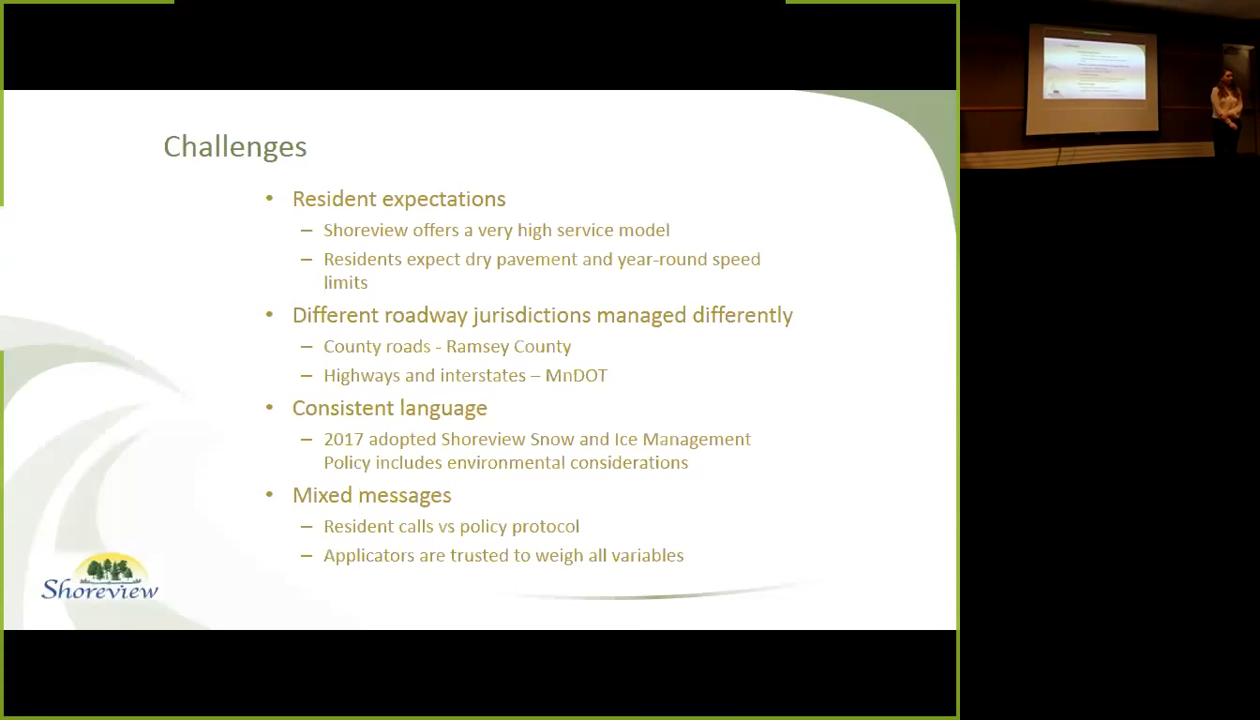 Challenges
• Resident expectations
– Shoreview offers a very high service model
– Residents expect dry pavement and year-round speed
limits
• Different roadway jurisdictions managed differently
– County roads - Ramsey County
– Highways and interstates – MnDOT
• Consistent language
– 2017 adopted Shoreview Snow and Ice Management
Policy includes environmental considerations
• Mixed messages
– Resident calls vs policy protocol
– Applicators are trusted to weigh all variables
Shoreview